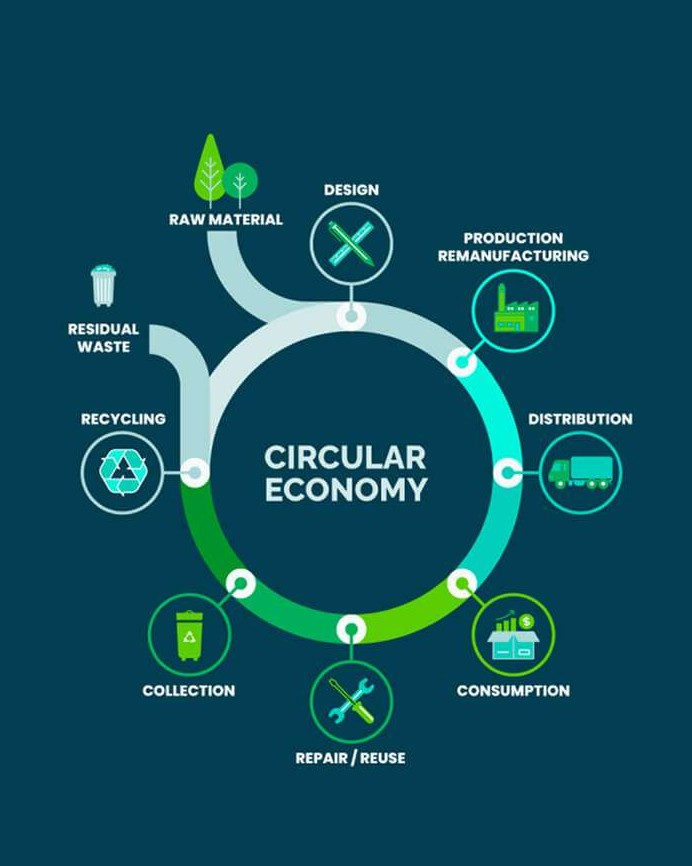 RAW MATERIAL
DESIGN
PRODUCTION
REMANUFACTURING
DISTRIBUTION
CONSUMPTION
REPAIR / REUSE
COLLECTION
RECYCLING
RESIDUAL
WASTE
CIRCULAR
ECONOMY
$